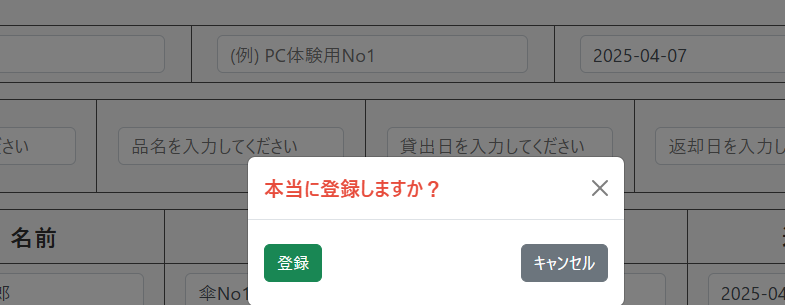 (例) PC体験用No1
2025-04-07
ださい
品名を入力してください
貸出日を入力してください
返却日を入力し
本当に登録しますか？
名前
登録
キャンセル
郎
傘No1
2025-04